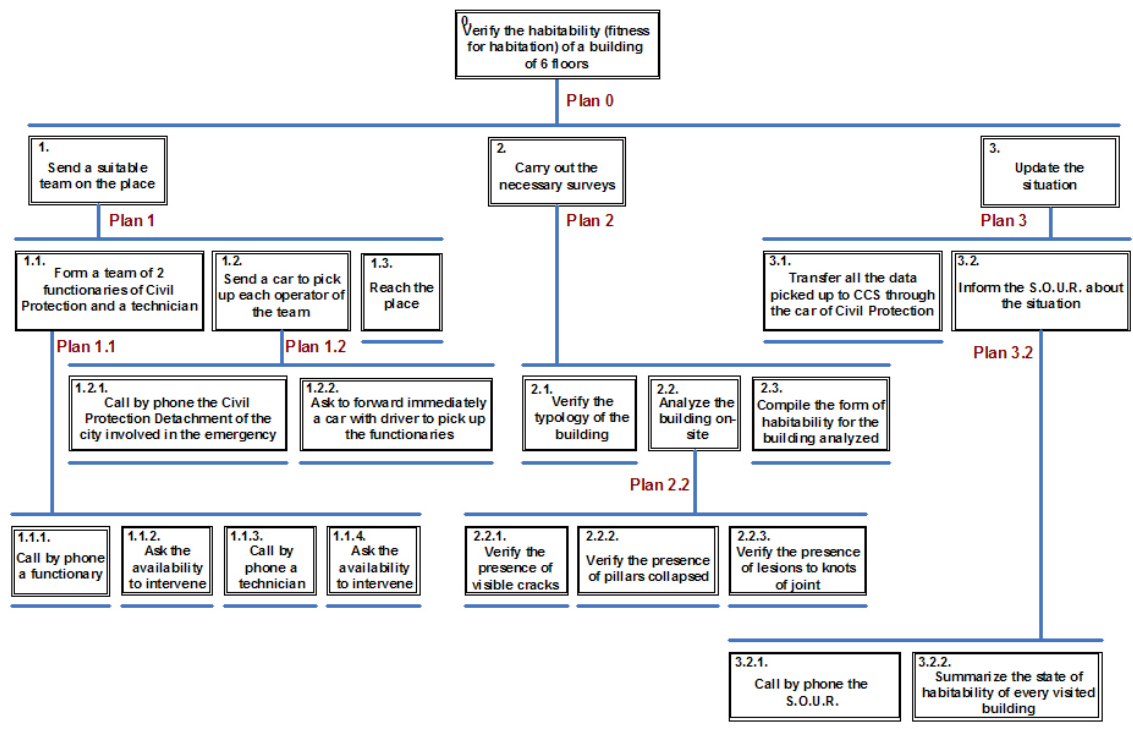 0.
Verify the habitability (fitness
for habitation) of a building
of 6 floors
Plan 0
1.
Send a suitable
team on the place
2.
Carry out the
necessary surveys
3.
Update the
situation
Plan 1
Plan 2
Plan 3
1.1.
Form a team of 2
functionaries of Civil
Protection and a technician
1.2.
Send a car to pick
up each operator of
the team
1.3.
Reach the
place
3.1.
Transfer all the data
picked up to CCS through
the car of Civil Protection
3.2.
Inform the S.O.U.R. about
the situation
Plan 1.1
Plan 1.2
Plan 3.2
1.2.1.
Call by phone the Civil
Protection Detachment of the
city involved in the emergency
1.2.2.
Ask to forward immediately
a car with driver to pick up
the functionaries
2.1.
Verify the
typology of the
building
2.2.
Analyze the
building on-
site
2.3.
Compile the form of
habitability for the
building analyzed
Plan 2.2
1.1.1.
Call by phone
a functionary
1.1.2.
Ask the
availability
to intervene
1.1.3.
Call by
phone a
technician
1.1.4.
Ask the
availability
to intervene
2.2.1.
Verify the
presence of
visible cracks
2.2.2.
Verify the presence
of pillars collapsed
2.2.3.
Verify the presence
of lesions to knots
of joint
3.2.1.
Call by phone the
S.O.U.R.
3.2.2.
Summarize the state of
habitability of every visited
building